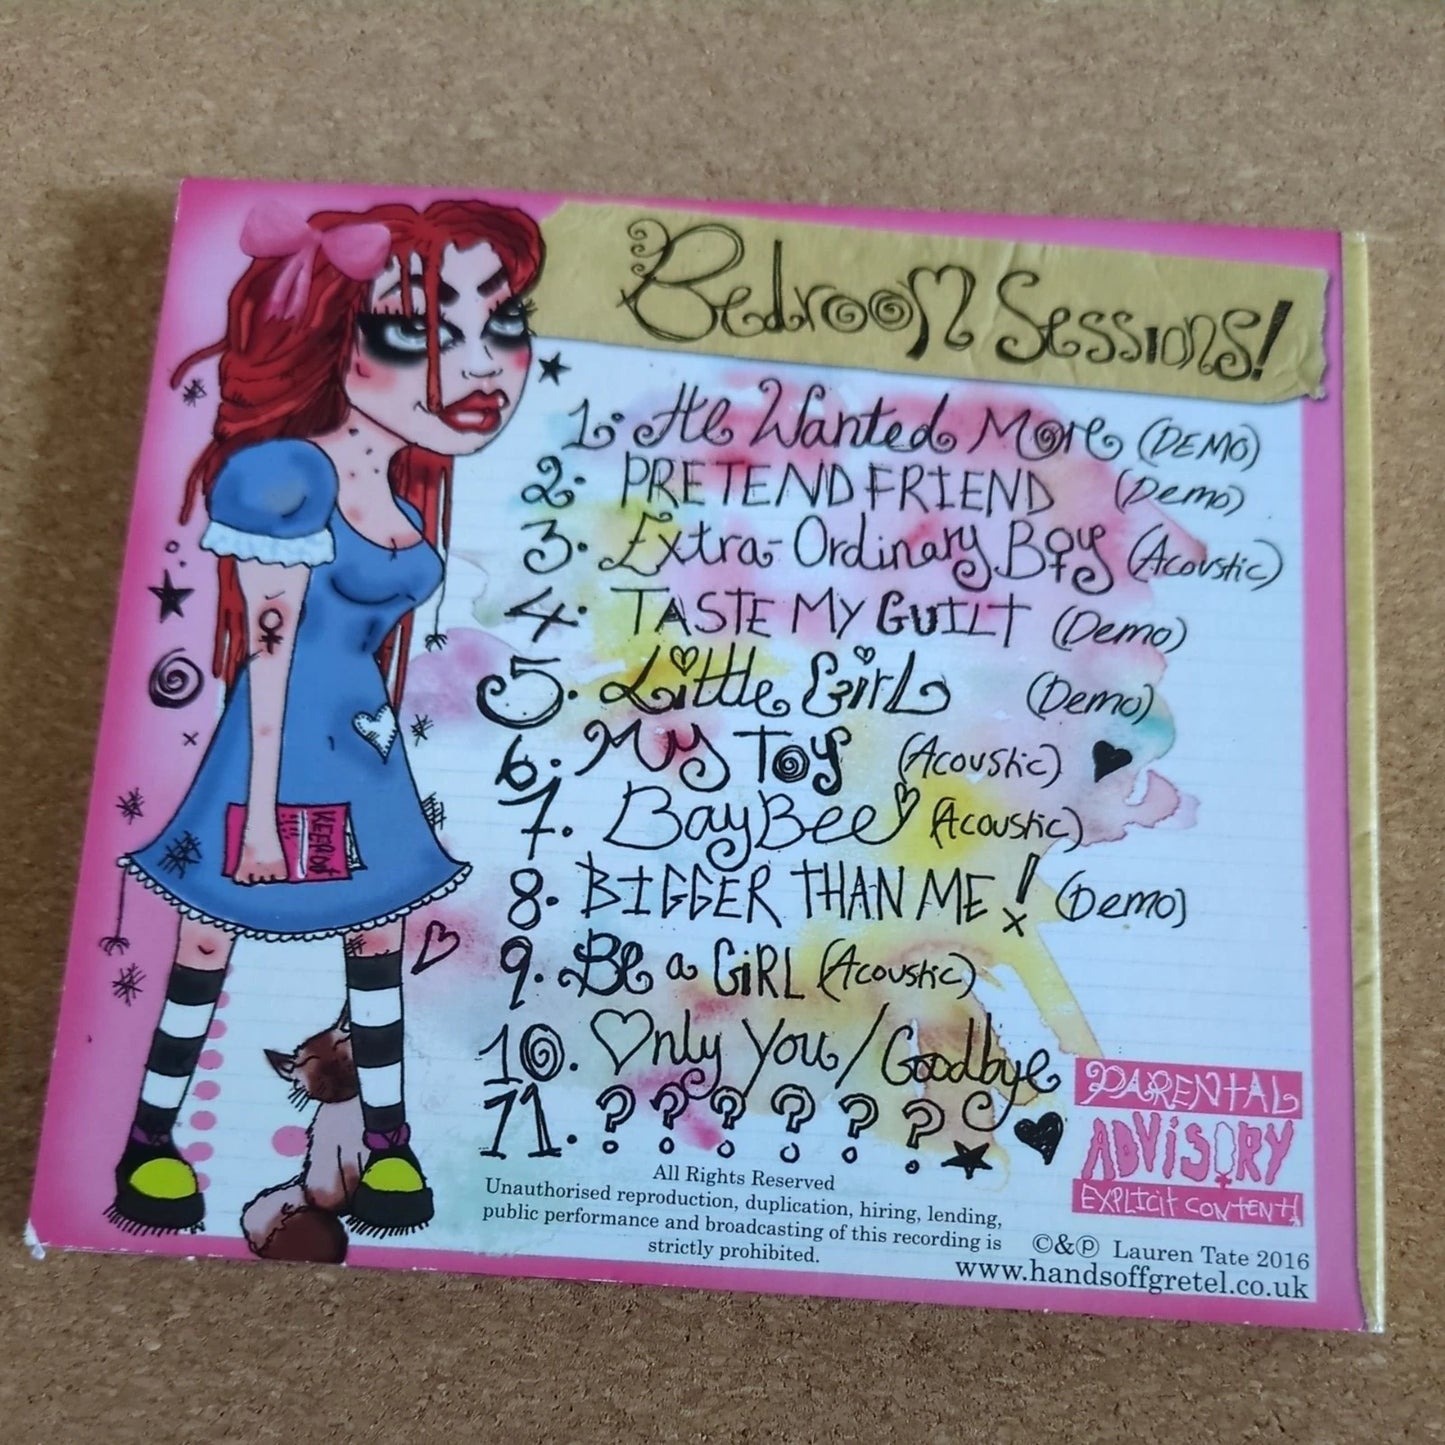 Bedroom Sessions!
1. He Wanted More (DEMO)
2. PRETEND FRIEND (Demo)
3. Extra-Ordinary Boy (Acoustic)
4. TASTE MY GUILT (Demo)
5. Little Girl (Demo)
6. My Toy (Acoustic)
7. BayBee (Acoustic)
8. BIGGER THAN ME! (Demo)
9. Be a GiRL (Acoustic)
10. Only You/Goodbye
11. ? ? ? ? ? ?
PARENTAL
ADViSORY
EXPLICIT CONTENT!
All Rights Reserved
Unauthorised reproduction, duplication, hiring, lending,
public performance and broadcasting of this recording is
strictly prohibited.
©&℗ Lauren Tate 2016
www.handsoffgretel.co.uk